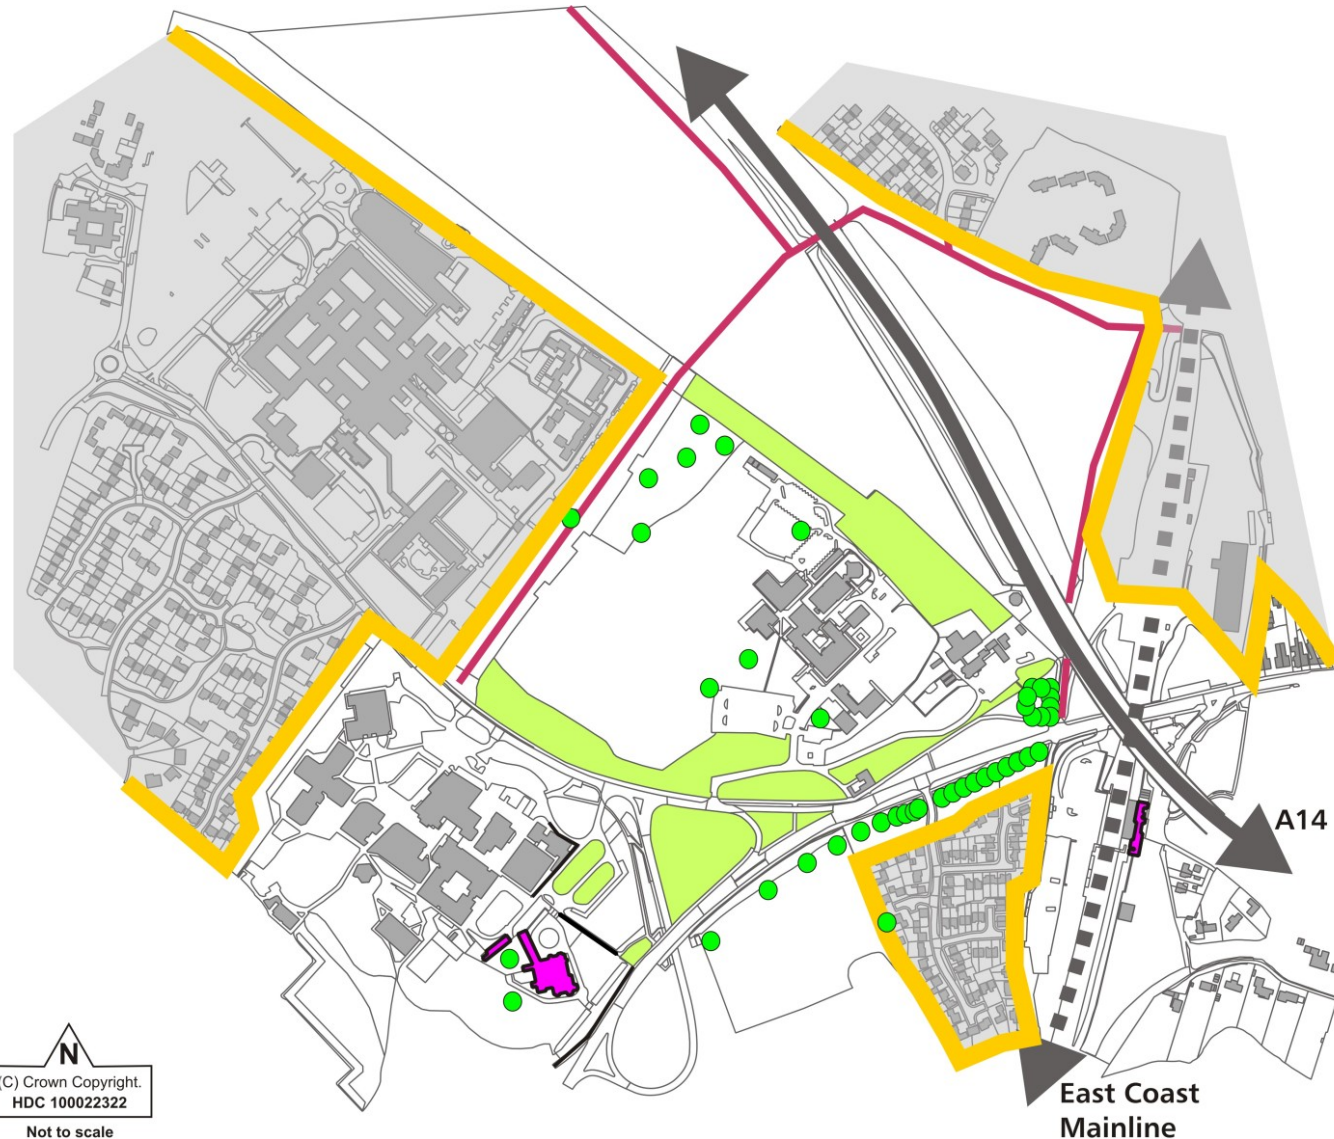 A14
N
(C) Crown Copyright.
HDC 100022322
Not to scale
East Coast
Mainline